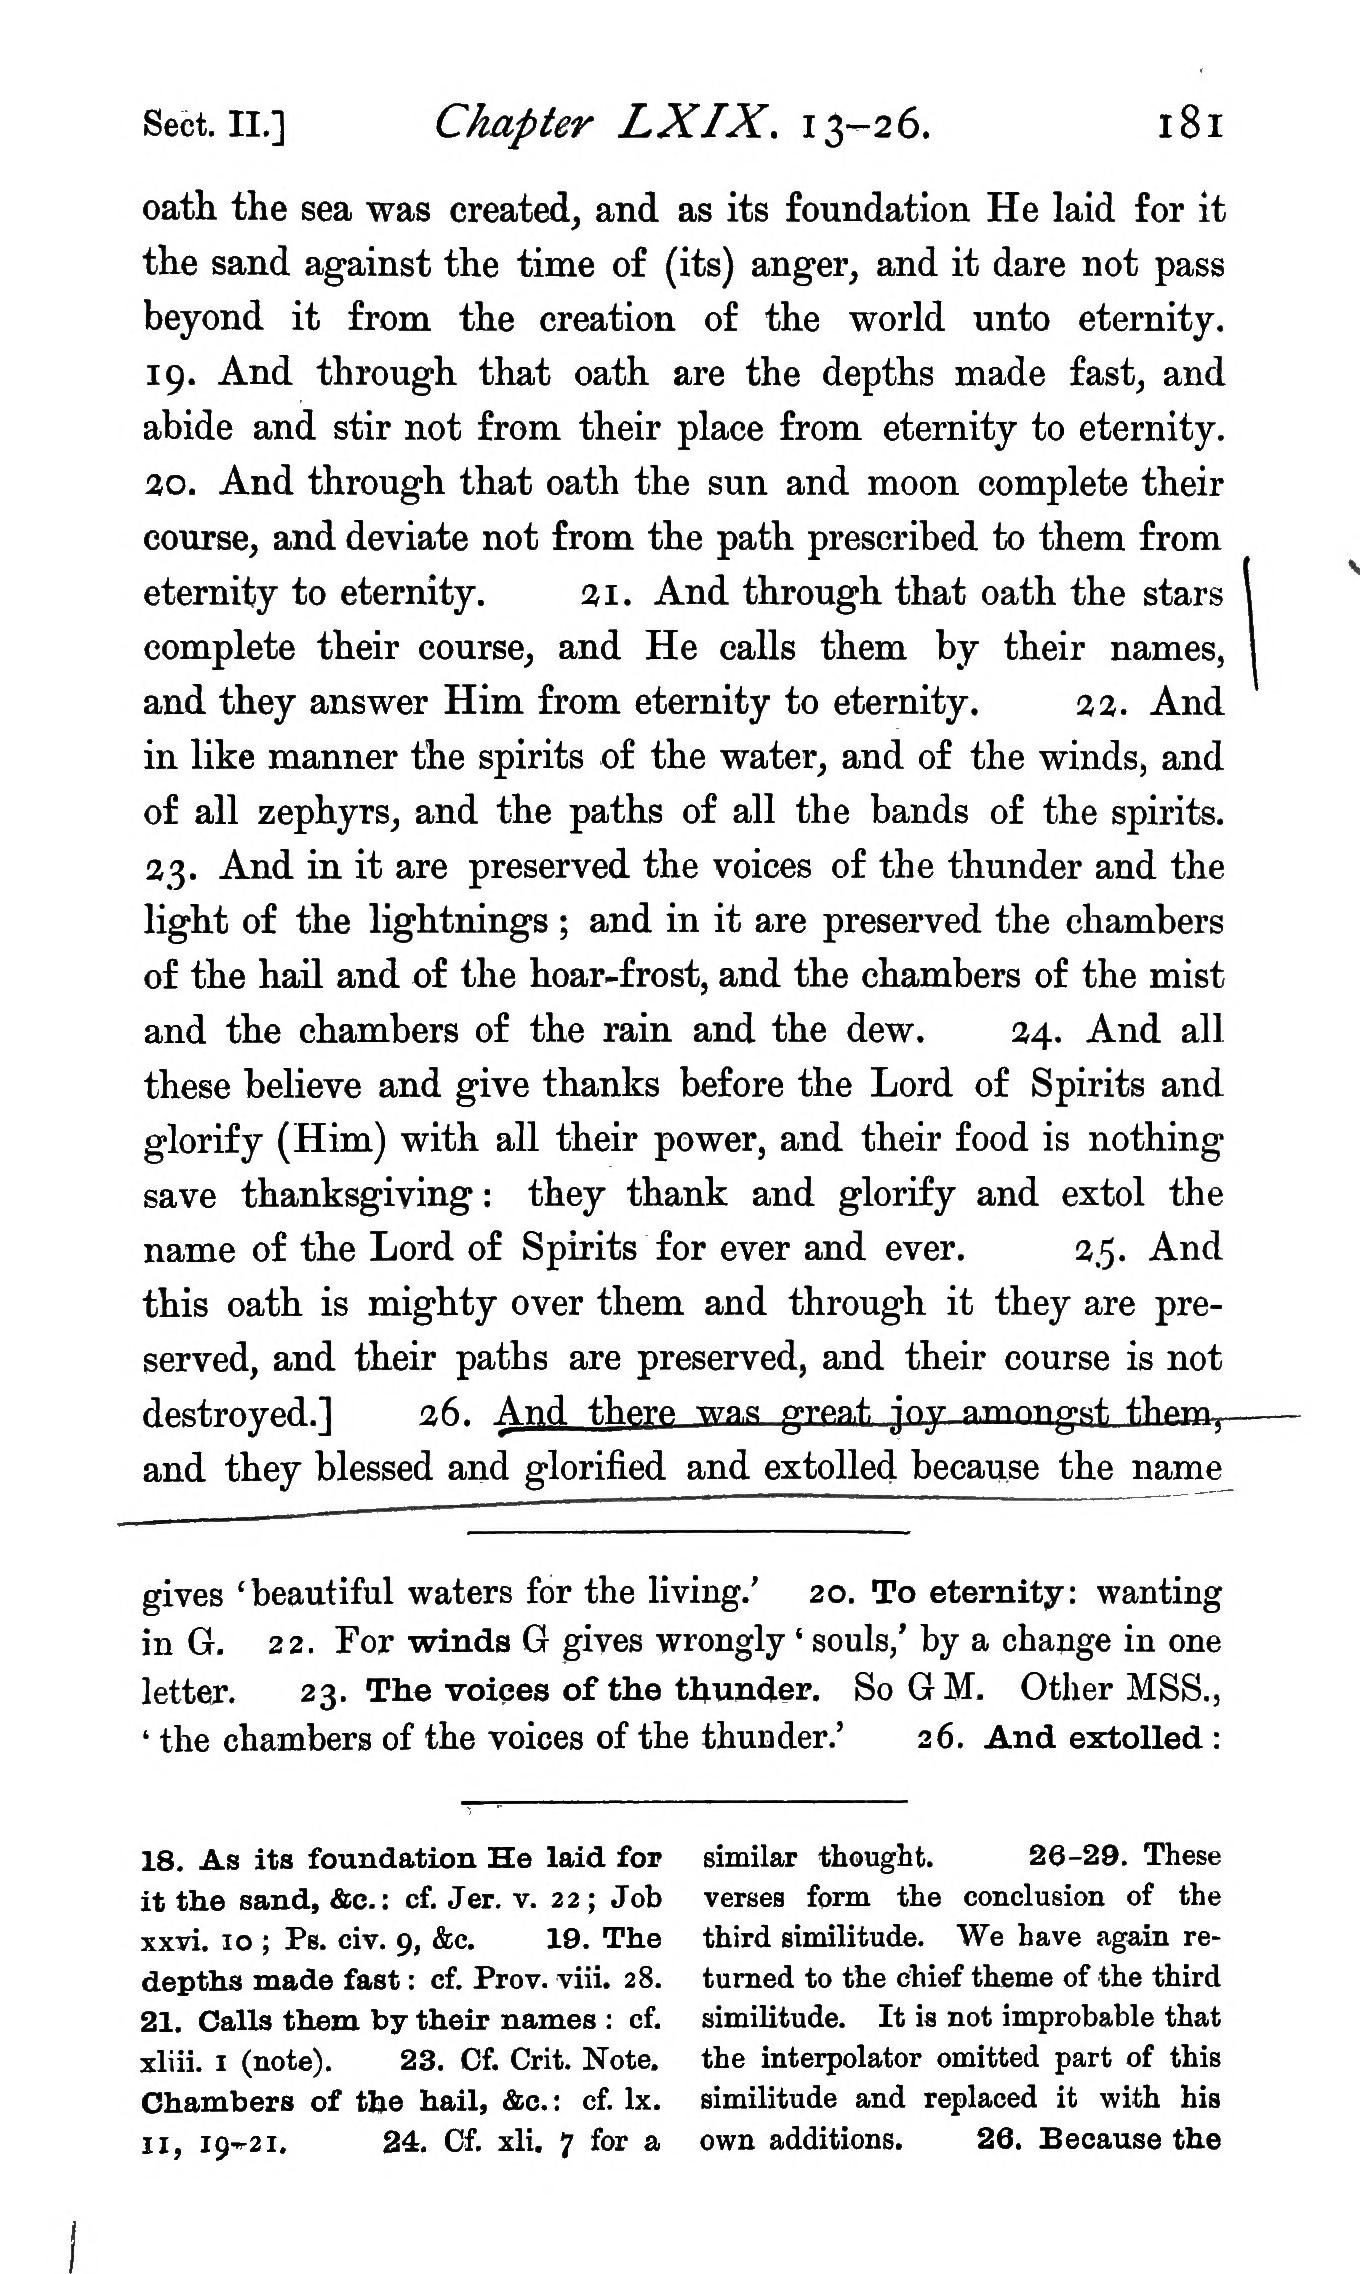 Sect. II.] Chapter LXIX. 13–26. 181
oath the sea was created, and as its foundation He laid for it
the sand against the time of (its) anger, and it dare not pass
beyond it from the creation of the world unto eternity.
19. And through that oath are the depths made fast, and
abide and stir not from their place from eternity to eternity.
20. And through that oath the sun and moon complete their
course, and deviate not from the path prescribed to them from
eternity to eternity. 21. And through that oath the stars
complete their course, and He calls them by their names,
and they answer Him from eternity to eternity. 22. And
in like manner the spirits of the water, and of the winds, and
of all zephyrs, and the paths of all the bands of the spirits.
23. And in it are preserved the voices of the thunder and the
light of the lightnings ; and in it are preserved the chambers
of the hail and of the hoar-frost, and the chambers of the mist
and the chambers of the rain and the dew. 24. And all
these believe and give thanks before the Lord of Spirits and
glorify (Him) with all their power, and their food is nothing
save thanksgiving : they thank and glorify and extol the
name of the Lord of Spirits for ever and ever. 25. And
this oath is mighty over them and through it they are pre-
served, and their paths are preserved, and their course is not
destroyed.] 26. And there was great joy amongst them,
and they blessed and glorified and extolled because the name
gives ‘beautiful waters for the living.’ 20. To eternity: wanting
in G. 22. For winds G gives wrongly ‘souls,’ by a change in one
letter. 23. The voices of the thunder. So G M. Other MSS.,
‘the chambers of the voices of the thunder.’ 26. And extolled :
18. As its foundation He laid for
it the sand, &c.: cf. Jer. v. 22; Job
xxvi. 10; Ps. civ. 9, &c. 19. The
depths made fast: cf. Prov. viii. 28.
21. Calls them by their names: cf.
xliii. 1 (note). 23. Cf. Crit. Note.
Chambers of the hail, &c.: cf. lx.
11, 19–21. 24. Cf. xli. 7 for a
similar thought. 26–29. These
verses form the conclusion of the
third similitude. We have again re-
turned to the chief theme of the third
similitude. It is not improbable that
the interpolator omitted part of this
similitude and replaced it with his
own additions. 26. Because the